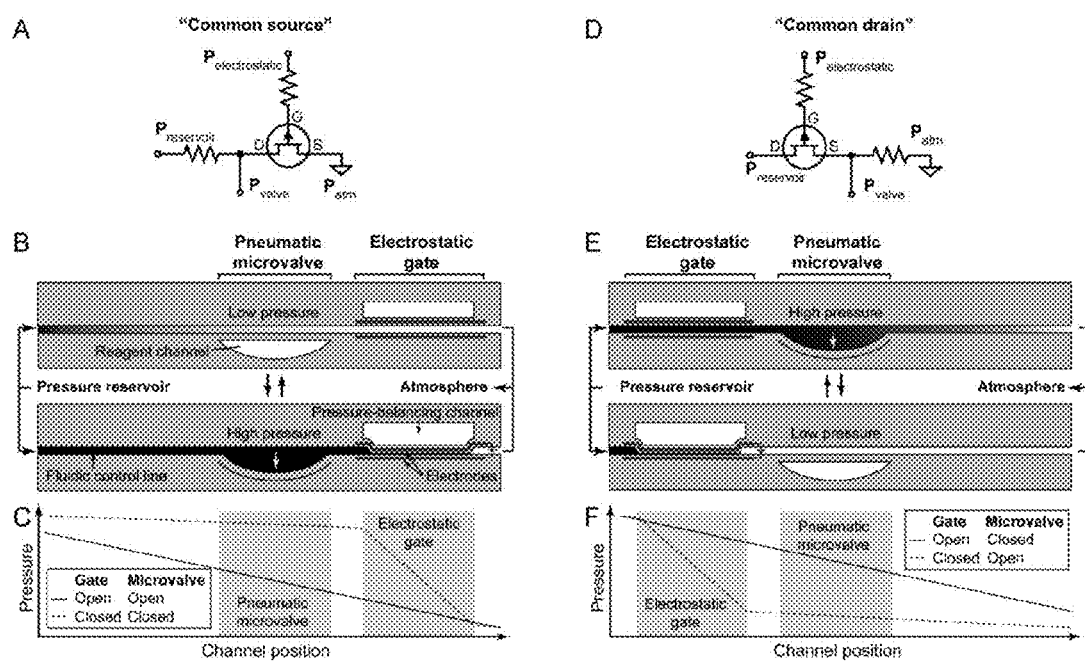 A
"Common source"
P electrostatic
G
P reservoir
D
S
P valve
P atm
B
Pneumatic
microvalve
Electrostatic
gate
Low pressure
Reagent channel
Pressure reservoir
Atmosphere
Pressure-balancing channel
High pressure
Fluidic control line
Electrodes
C
Pressure
Electrostatic
gate
Gate Microvalve
Open Open
Closed Closed
Pneumatic
microvalve
Channel position
D
"Common drain"
P electrostatic
G
D
S
P atm
P reservoir
P valve
E
Electrostatic
gate
Pneumatic
microvalve
High pressure
Pressure reservoir
Atmosphere
Low pressure
F
Pressure
Pneumatic
microvalve
Gate Microvalve
Open Closed
Closed Open
Electrostatic
gate
Channel position